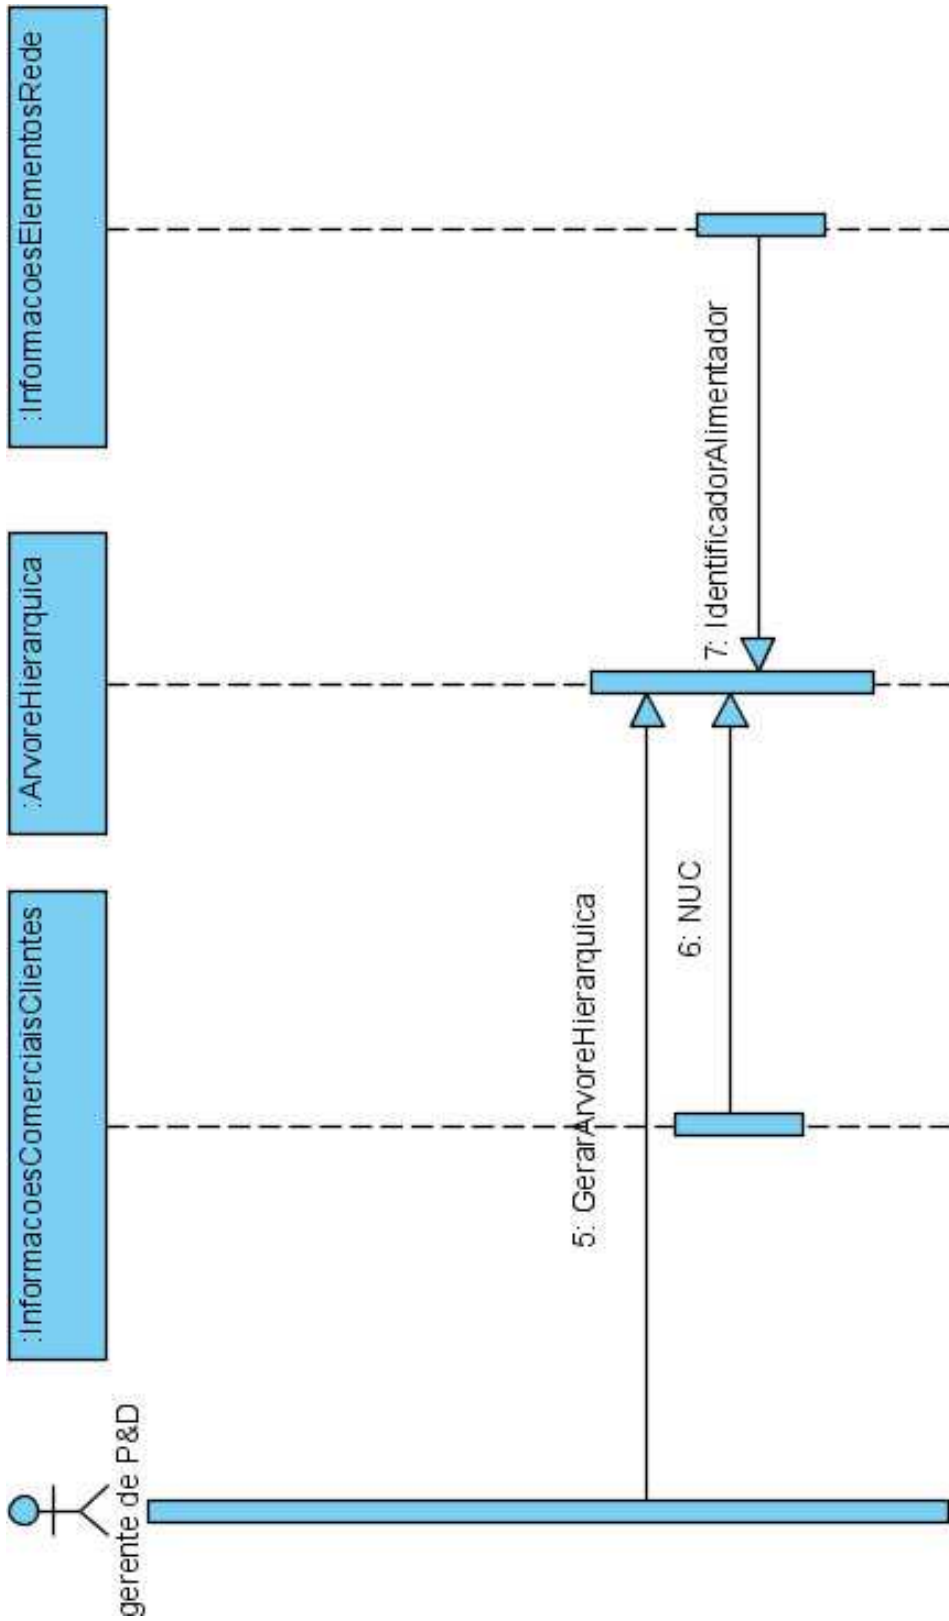 gerente de P&D
:InformacoesComerciaisClientes
:ArvoreHierarquica
:InformacoesElementosRede
5: GerarArvoreHierarquica
6: NUC
7: IdentificadorAlimentador